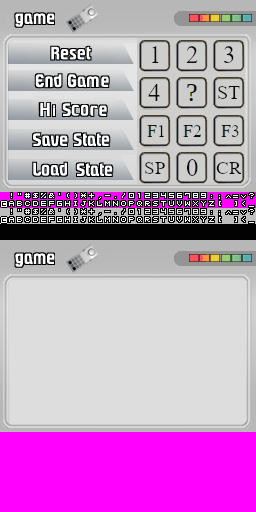 game
Reset
End Game
Hi Score
Save State
Load State
1 2 3
4 ? ST
F1 F2 F3
SP 0 CR
!"#$%&'()*+,-./0123456789:;<=>?
@ABCDEFGHIJKLMNOPQRSTUVWXYZ[ ](_
!"#$%&'()*+,-./0123456789:;<=>?
@ABCDEFGHIJKLMNOPQRSTUVWXYZ[ ](_
game